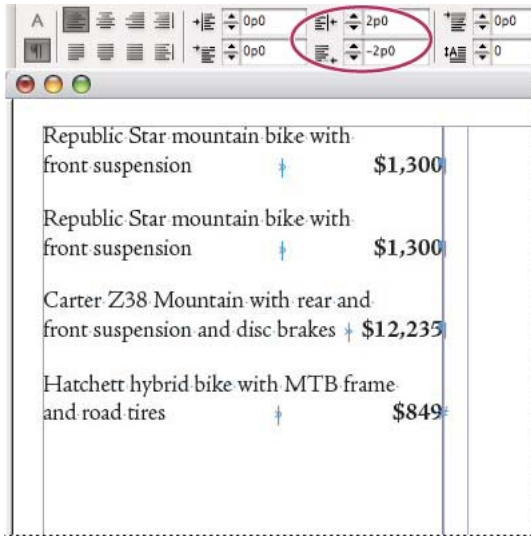 A
0p0
2p0
0p0
0p0
-2p0
0
Republic Star mountain bike with
front suspension $1,300
Republic Star mountain bike with
front suspension $1,300
Carter Z38 Mountain with rear and
front suspension and disc brakes $12,235
Hatchett hybrid bike with MTB frame
and road tires $849